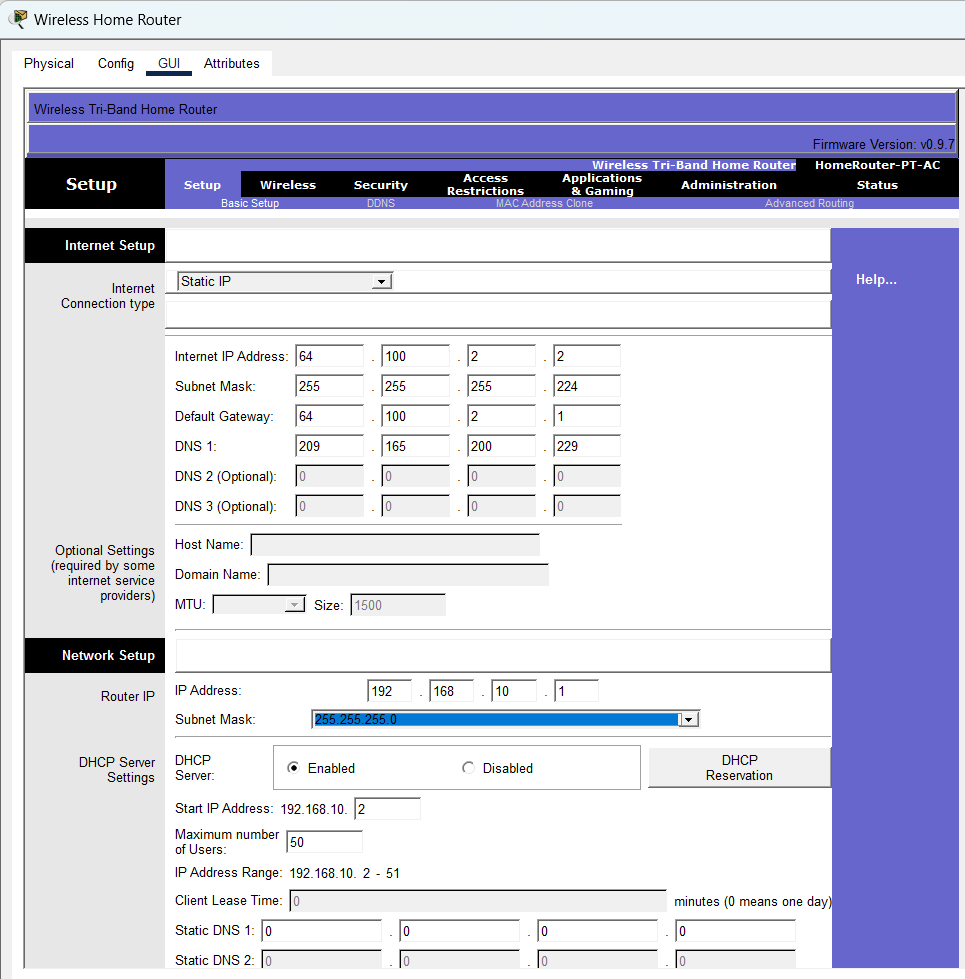 Wireless Home Router
Physical Config GUI Attributes
Wireless Tri-Band Home Router
Firmware Version: v0.9.7
Wireless Tri-Band Home Router HomeRouter-PT-AC
Setup Setup Wireless Security Access Restrictions Applications & Gaming Administration Status
Basic Setup DDNS MAC Address Clone Advanced Routing
Internet Setup
Help...
Internet Connection type Static IP
Internet IP Address: 64 . 100 . 2 . 2
Subnet Mask: 255 . 255 . 255 . 224
Default Gateway: 64 . 100 . 2 . 1
DNS 1: 209 . 165 . 200 . 229
DNS 2 (Optional): 0 . 0 . 0 . 0
DNS 3 (Optional): 0 . 0 . 0 . 0
Optional Settings
(required by some
internet service
providers)
Host Name:
Domain Name:
MTU: Size: 1500
Network Setup
Router IP
IP Address: 192 . 168 . 10 . 1
Subnet Mask: 255.255.255.0
DHCP Server
Settings
DHCP
Server: Enabled Disabled
DHCP
Reservation
Start IP Address: 192.168.10. 2
Maximum number
of Users: 50
IP Address Range: 192.168.10. 2 - 51
Client Lease Time: 0 minutes (0 means one day)
Static DNS 1: 0 . 0 . 0 . 0
Static DNS 2: 0 . 0 . 0 . 0